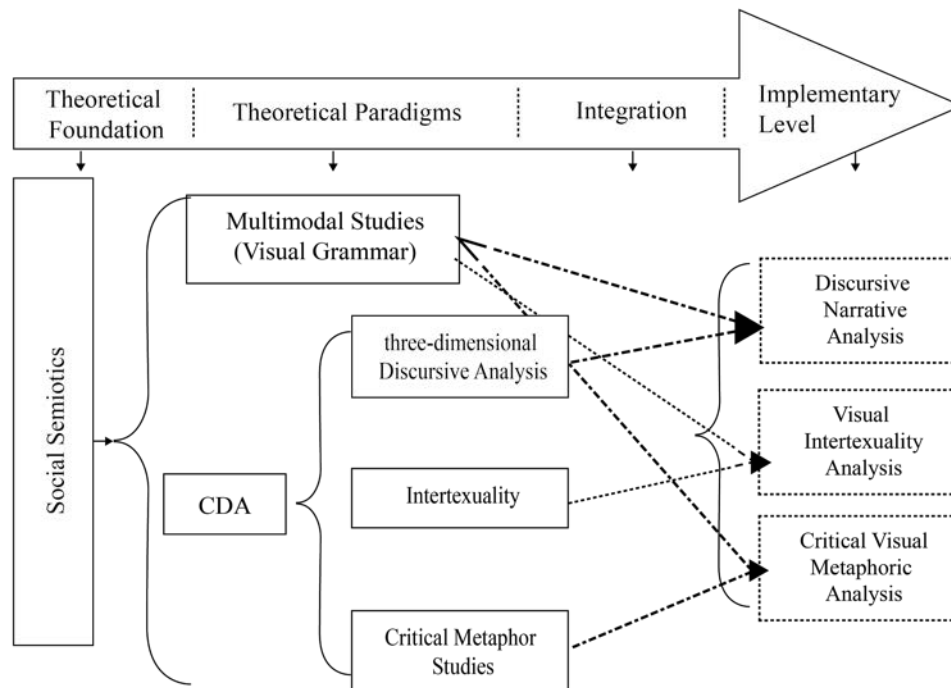 Theoretical
Foundation
Theoretical Paradigms
Integration
Implementary
Level
Social Semiotics
Multimodal Studies
(Visual Grammar)
CDA
three-dimensional
Discursive Analysis
Intertexuality
Critical Metaphor
Studies
Discursive
Narrative
Analysis
Visual
Intertexuality
Analysis
Critical Visual
Metaphoric
Analysis